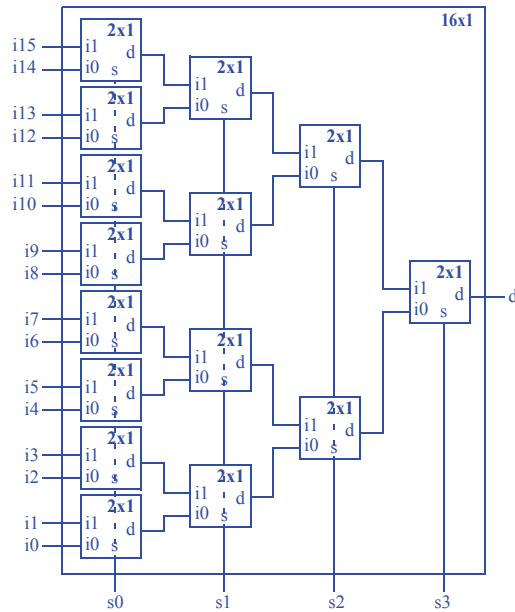 16x1
2x1
i15 i1 d
i14 i0 s
2x1
i1 d
i0 s
2x1
i13 i1 d
i12 i0 s
2x1
i1 d
i0 s
2x1
i11 i1 d
i10 i0 s
2x1
i1 d
i0 s
2x1
i9 i1 d
i8 i0 s
2x1
i1 d
i0 s
d
2x1
i7 i1 d
i6 i0 s
2x1
i1 d
i0 s
2x1
i5 i1 d
i4 i0 s
2x1
i1 d
i0 s
2x1
i3 i1 d
i2 i0 s
2x1
i1 d
i0 s
2x1
i1 i1 d
i0 i0 s
s0 s1 s2 s3